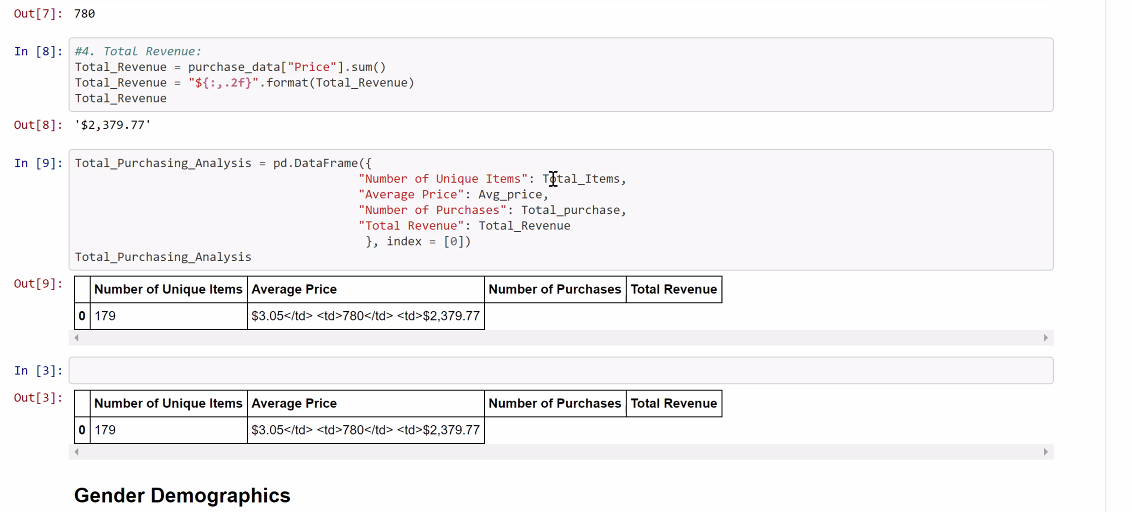 Out[7]: 780
In [8]: #4. Total Revenue:
Total_Revenue = purchase_data["Price"].sum()
Total_Revenue = "${:,.2f}".format(Total_Revenue)
Total_Revenue
Out[8]: '$2,379.77'
In [9]: Total_Purchasing_Analysis = pd.DataFrame({
"Number of Unique Items": Total_Items,
"Average Price": Avg_price,
"Number of Purchases": Total_purchase,
"Total Revenue": Total_Revenue
}, index = [0])
Total_Purchasing_Analysis
Out[9]: Number of Unique Items Average Price Number of Purchases Total Revenue
0 179 $3.05</td> <td>780</td> <td>$2,379.77
In [3]:
Out[3]: Number of Unique Items Average Price Number of Purchases Total Revenue
0 179 $3.05</td> <td>780</td> <td>$2,379.77
Gender Demographics